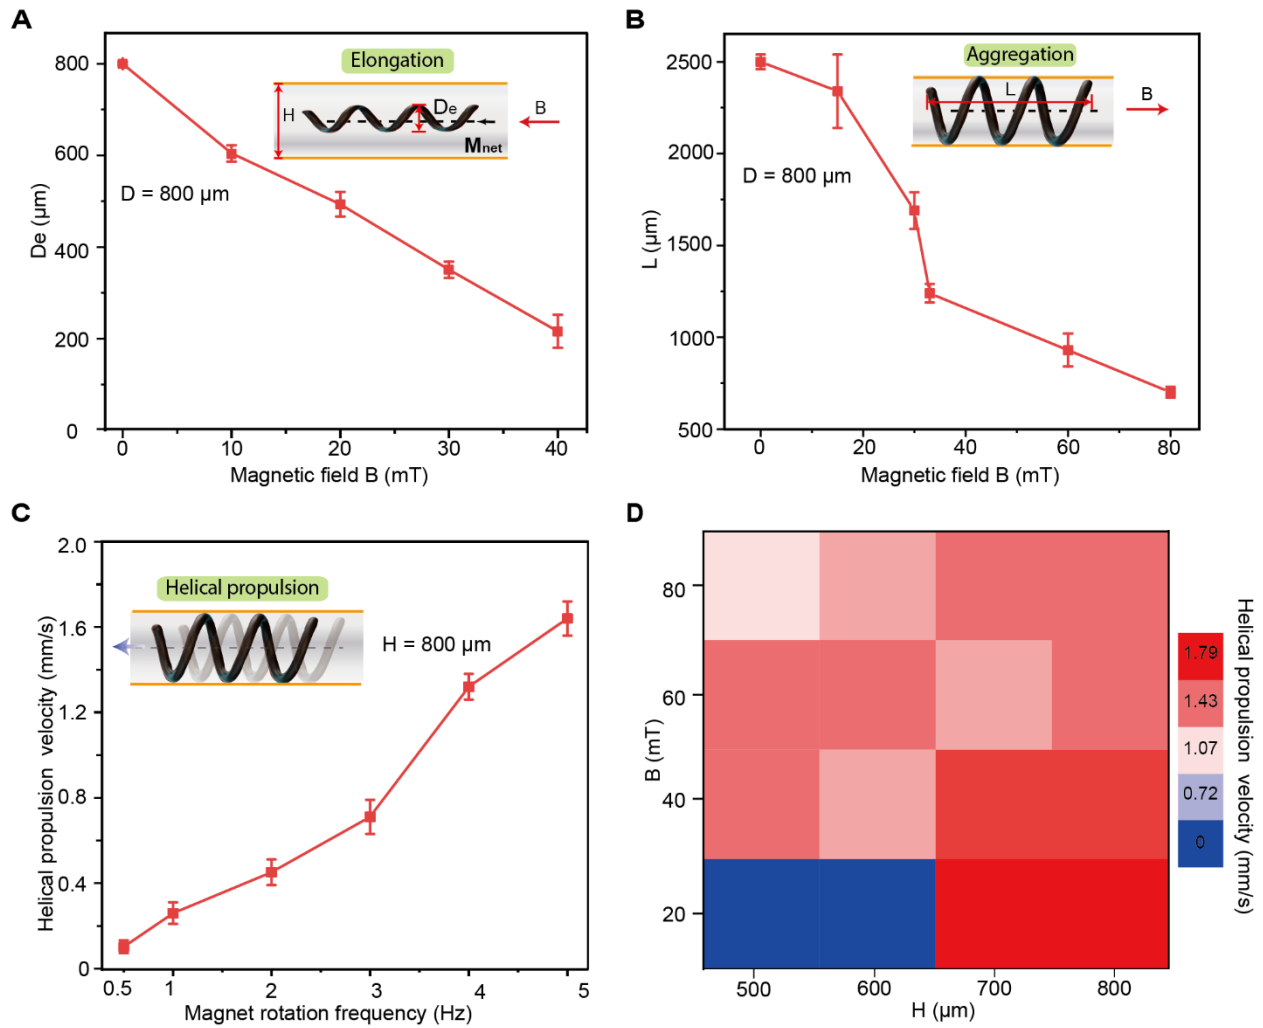 A
Elongation
H
De
B
Mnet
D = 800 µm
De (µm)
800
600
400
200
0
0 10 20 30 40
Magnetic field B (mT)
B
Aggregation
L
B
D = 800 µm
L (µm)
2500
2000
1500
1000
500
0 20 40 60 80
Magnetic field B (mT)
C
Helical propulsion
H = 800 µm
Helical propulsion velocity (mm/s)
2.0
1.6
1.2
0.8
0.4
0
0.5 1 2 3 4 5
Magnet rotation frequency (Hz)
D
B (mT)
80
60
40
20
500 600 700 800
H (µm)
1.79
1.43
1.07
0.72
0
Helical propulsion velocity (mm/s)